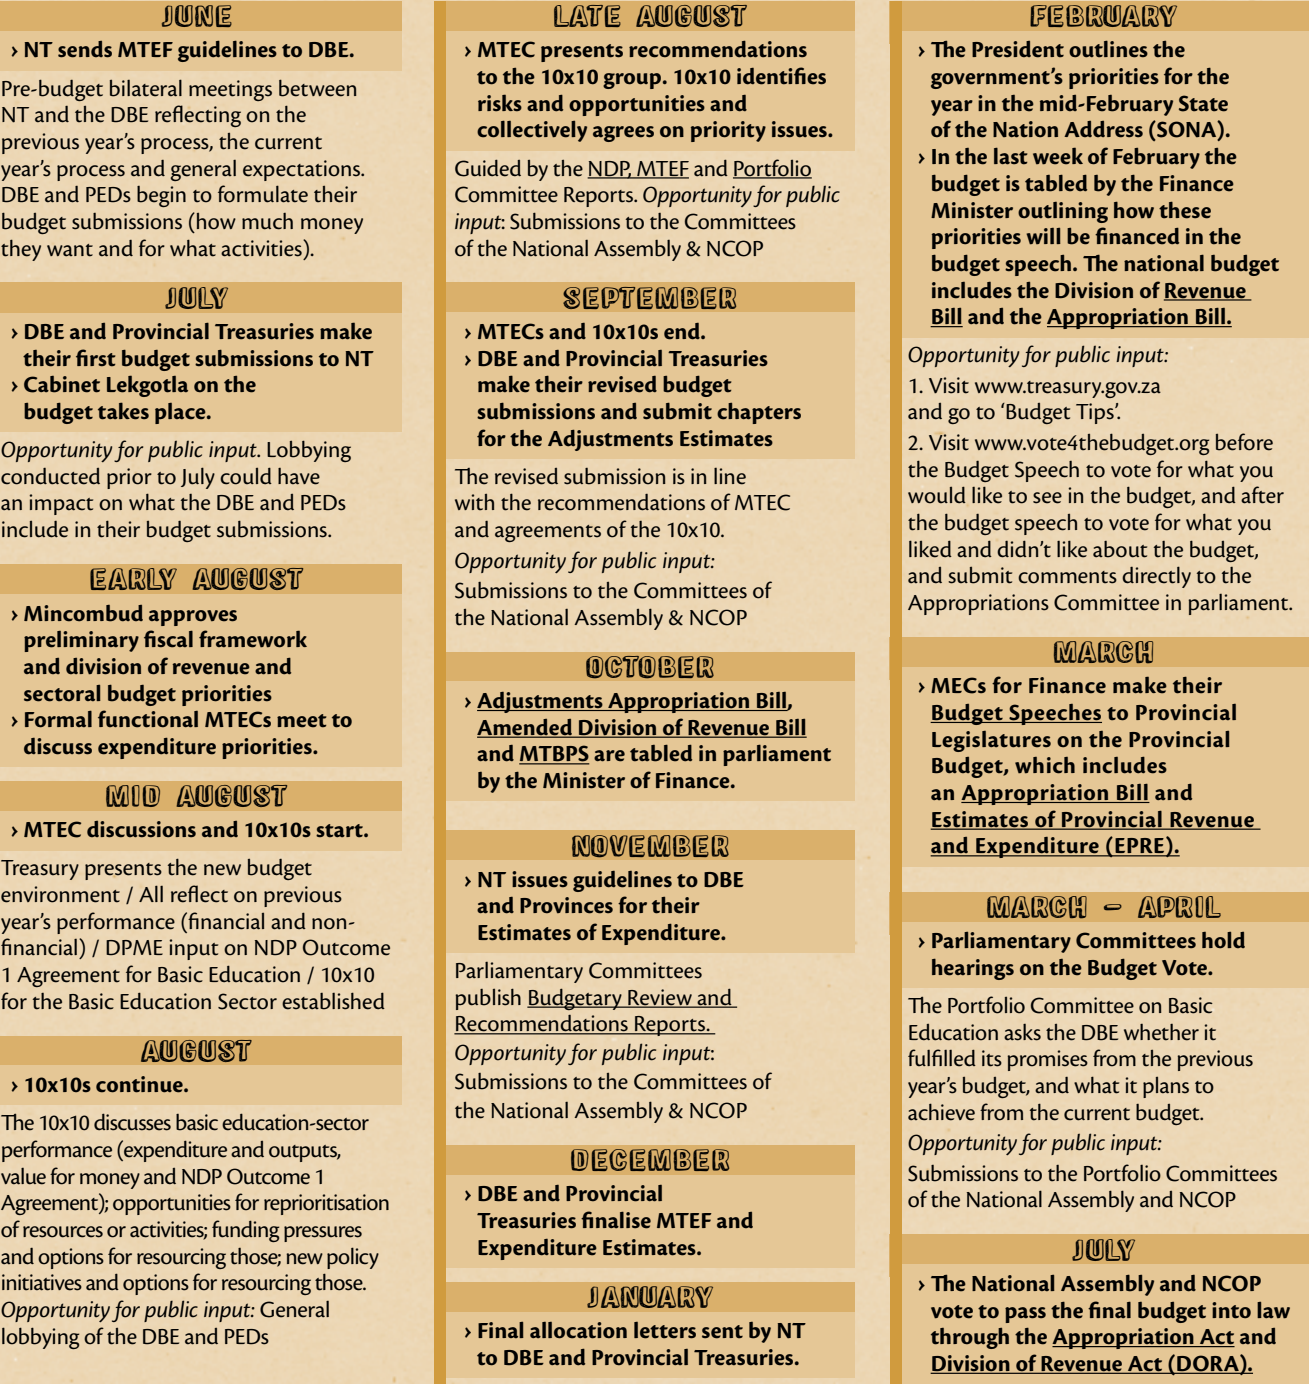 JUNE
› NT sends MTEF guidelines to DBE.
Pre-budget bilateral meetings between
NT and the DBE reflecting on the
previous year's process, the current
year's process and general expectations.
DBE and PEDs begin to formulate their
budget submissions (how much money
they want and for what activities).
JULY
› DBE and Provincial Treasuries make
their first budget submissions to NT
› Cabinet Lekgotla on the
budget takes place.
Opportunity for public input. Lobbying
conducted prior to July could have
an impact on what the DBE and PEDs
include in their budget submissions.
EARLY AUGUST
› Mincombud approves
preliminary fiscal framework
and division of revenue and
sectoral budget priorities
› Formal functional MTECs meet to
discuss expenditure priorities.
MID AUGUST
› MTEC discussions and 10x10s start.
Treasury presents the new budget
environment / All reflect on previous
year's performance (financial and non-
financial) / DPME input on NDP Outcome
1 Agreement for Basic Education / 10x10
for the Basic Education Sector established
AUGUST
› 10x10s continue.
The 10x10 discusses basic education-sector
performance (expenditure and outputs,
value for money and NDP Outcome 1
Agreement); opportunities for reprioritisation
of resources or activities; funding pressures
and options for resourcing those; new policy
initiatives and options for resourcing those.
Opportunity for public input: General
lobbying of the DBE and PEDs
LATE AUGUST
› MTEC presents recommendations
to the 10x10 group. 10x10 identifies
risks and opportunities and
collectively agrees on priority issues.
Guided by the NDP, MTEF and Portfolio
Committee Reports. Opportunity for public
input: Submissions to the Committees
of the National Assembly & NCOP
SEPTEMBER
› MTECs and 10x10s end.
› DBE and Provincial Treasuries
make their revised budget
submissions and submit chapters
for the Adjustments Estimates
The revised submission is in line
with the recommendations of MTEC
and agreements of the 10x10.
Opportunity for public input:
Submissions to the Committees of
the National Assembly & NCOP
OCTOBER
› Adjustments Appropriation Bill,
Amended Division of Revenue Bill
and MTBPS are tabled in parliament
by the Minister of Finance.
NOVEMBER
› NT issues guidelines to DBE
and Provinces for their
Estimates of Expenditure.
Parliamentary Committees
publish Budgetary Review and
Recommendations Reports.
Opportunity for public input:
Submissions to the Committees of
the National Assembly & NCOP
DECEMBER
› DBE and Provincial
Treasuries finalise MTEF and
Expenditure Estimates.
JANUARY
› Final allocation letters sent by NT
to DBE and Provincial Treasuries.
FEBRUARY
› The President outlines the
government's priorities for the
year in the mid-February State
of the Nation Address (SONA).
› In the last week of February the
budget is tabled by the Finance
Minister outlining how these
priorities will be financed in the
budget speech. The national budget
includes the Division of Revenue
Bill and the Appropriation Bill.
Opportunity for public input:
1. Visit www.treasury.gov.za
and go to ‘Budget Tips’.
2. Visit www.vote4thebudget.org before
the Budget Speech to vote for what you
would like to see in the budget, and after
the budget speech to vote for what you
liked and didn't like about the budget,
and submit comments directly to the
Appropriations Committee in parliament.
MARCH
› MECs for Finance make their
Budget Speeches to Provincial
Legislatures on the Provincial
Budget, which includes
an Appropriation Bill and
Estimates of Provincial Revenue
and Expenditure (EPRE).
MARCH – APRIL
› Parliamentary Committees hold
hearings on the Budget Vote.
The Portfolio Committee on Basic
Education asks the DBE whether it
fulfilled its promises from the previous
year's budget, and what it plans to
achieve from the current budget.
Opportunity for public input:
Submissions to the Portfolio Committees
of the National Assembly and NCOP
JULY
› The National Assembly and NCOP
vote to pass the final budget into law
through the Appropriation Act and
Division of Revenue Act (DORA).